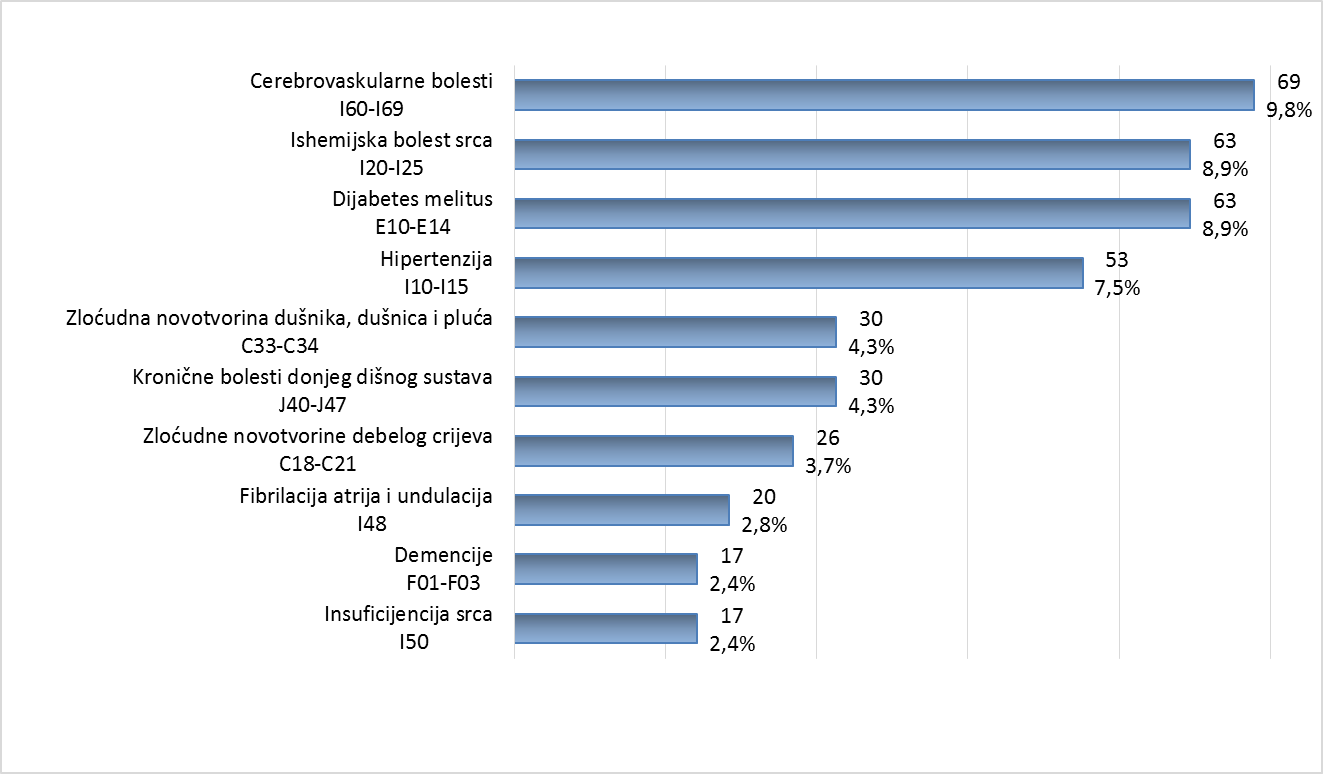 Cerebrovaskularne bolesti
I60-I69
69
9,8%
Ishemijska bolest srca
I20-I25
63
8,9%
Dijabetes melitus
E10-E14
63
8,9%
Hipertenzija
I10-I15
53
7,5%
Zloćudna novotvorina dušnika, dušnica i pluća
C33-C34
30
4,3%
Kronične bolesti donjeg dišnog sustava
J40-J47
30
4,3%
Zloćudne novotvorine debelog crijeva
C18-C21
26
3,7%
Fibrilacija atrija i undulacija
I48
20
2,8%
Demencije
F01-F03
17
2,4%
Insuficijencija srca
I50
17
2,4%